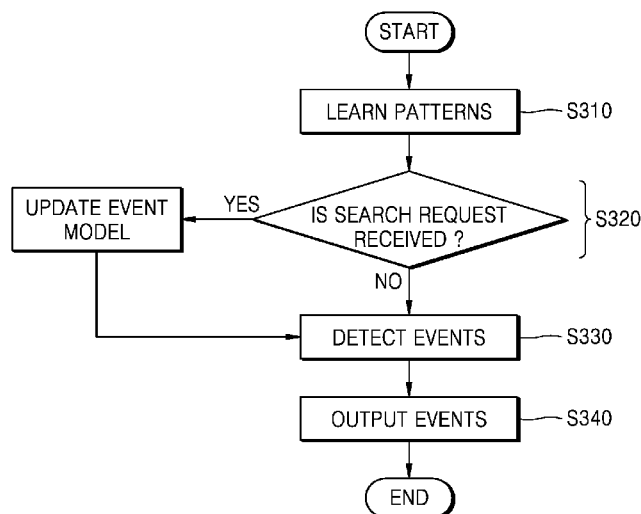 START
LEARN PATTERNS
S310
IS SEARCH REQUEST
RECEIVED ?
S320
YES
UPDATE EVENT
MODEL
NO
DETECT EVENTS
S330
OUTPUT EVENTS
S340
END